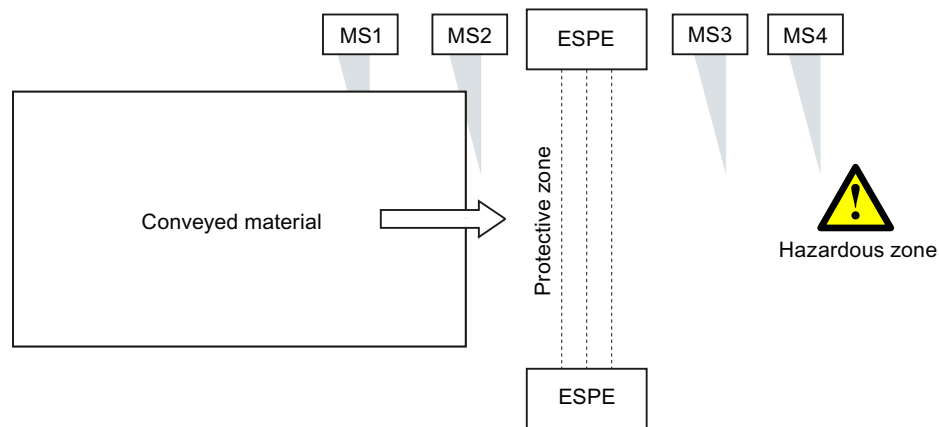 MS1
MS2
ESPE
MS3
MS4
Protective zone
Conveyed material
Hazardous zone
ESPE